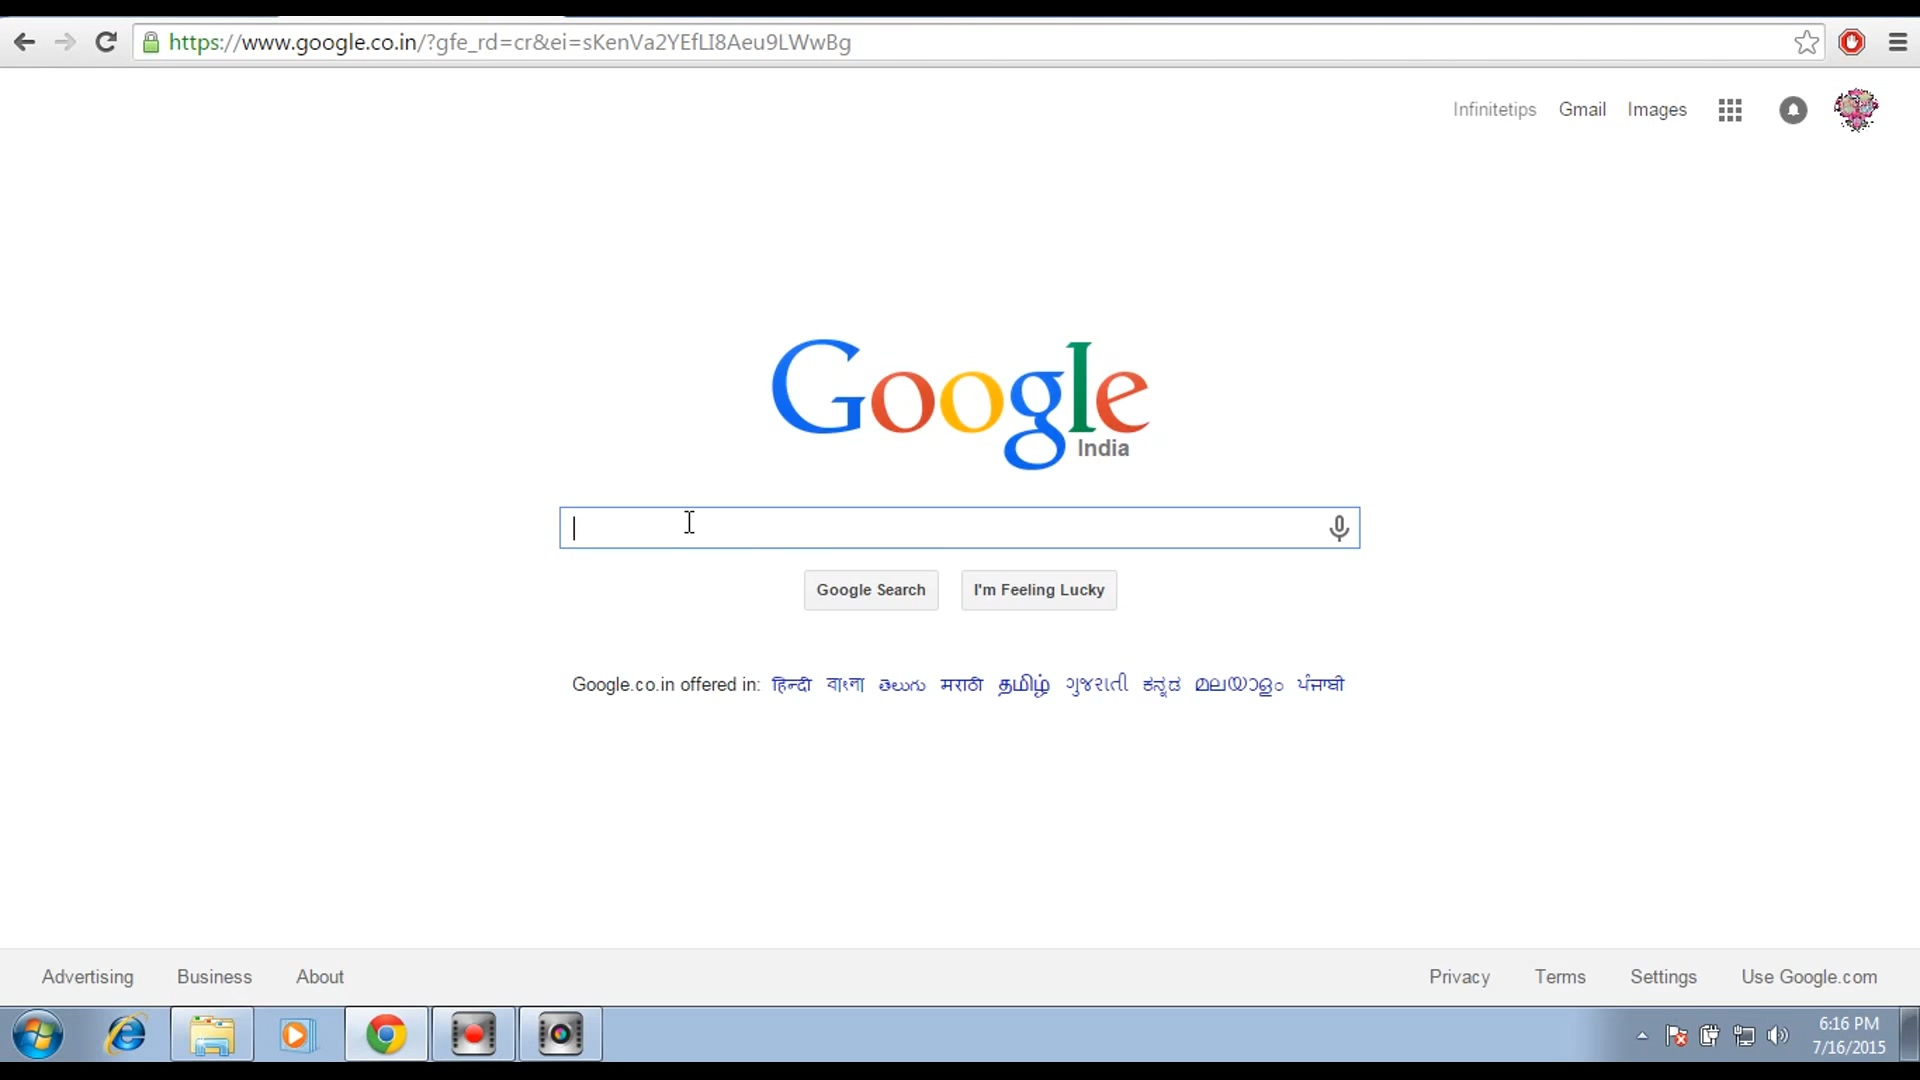 https://www.google.co.in/?gfe_rd=cr&ei=sKenVa2YEfLI8Aeu9LWwBg
Infinitetips Gmail Images
Google
India
Google Search I'm Feeling Lucky
Google.co.in offered in: हिन्दी বাংলা తెలుగు मराठी தமிழ் ગુજરાતી ಕನ್ನಡ മലയാളം ਪੰਜਾਬੀ
Advertising Business About Privacy Terms Settings Use Google.com
6:16 PM
7/16/2015